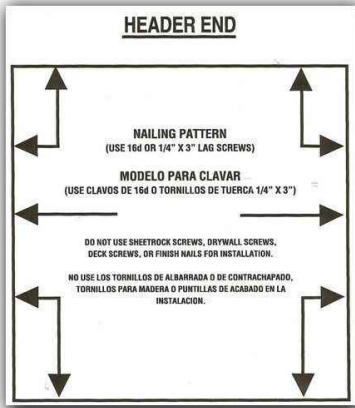 HEADER END
NAILING PATTERN
(USE 16d OR 1/4" X 3" LAG SCREWS)
MODELO PARA CLAVAR
(USE CLAVOS DE 16d O TORNILLOS DE TUERCA 1/4" X 3")
DO NOT USE SHEETROCK SCREWS, DRYWALL SCREWS,
DECK SCREWS, OR FINISH NAILS FOR INSTALLATION.
NO USE LOS TORNILLOS DE ALBARRADA O DE CONTRACHAPADO,
TORNILLOS PARA MADERA O PUNTILLAS DE ACABADO EN LA
INSTALACION.